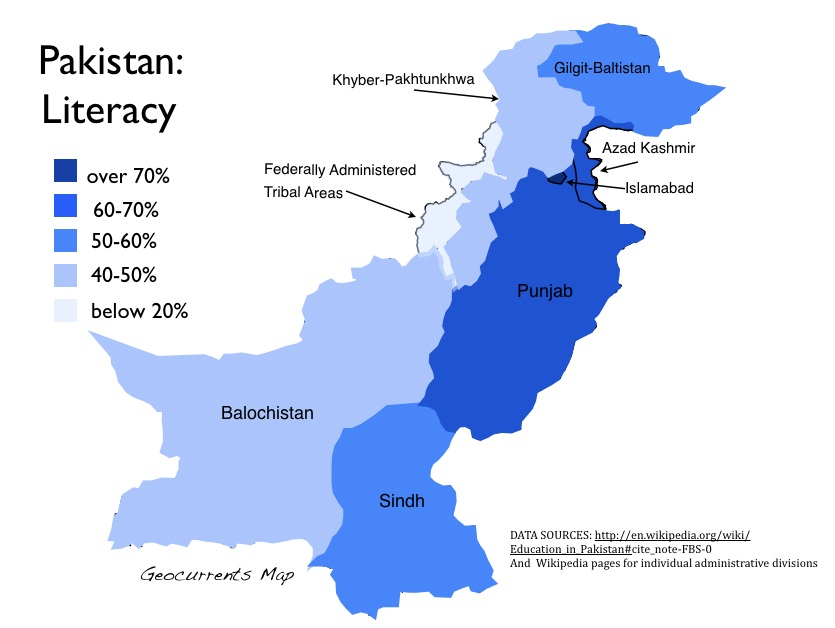 Pakistan:
Literacy
over 70%
60-70%
50-60%
40-50%
below 20%
Khyber-Pakhtunkhwa
Gilgit-Baltistan
Azad Kashmir
Federally Administered
Tribal Areas
Islamabad
Punjab
Balochistan
Sindh
DATA SOURCES: http://en.wikipedia.org/wiki/
Education_in_Pakistan#cite_note-FBS-0
And Wikipedia pages for individual administrative divisions
Geocurrents Map